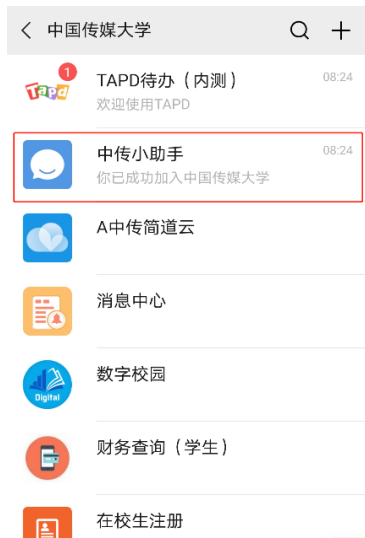 中国传媒大学
1
Tapd
TAPD待办（内测）
08:24
欢迎使用TAPD
中传小助手
08:24
你已成功加入中国传媒大学
A中传简道云
消息中心
数字校园
Digital
财务查询（学生）
在校生注册